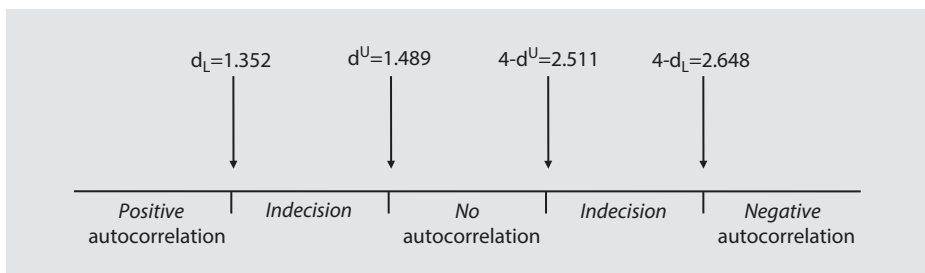 d_L=1.352 d^U=1.489 4-d^U=2.511 4-d_L=2.648
Positive Indecision No Indecision Negative
autocorrelation autocorrelation autocorrelation